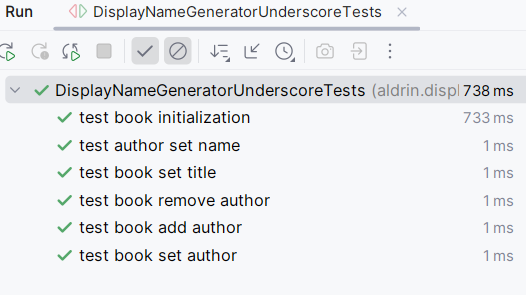 Run DisplayNameGeneratorUnderscoreTests
DisplayNameGeneratorUnderscoreTests (aldrin.displ 738 ms
test book initialization 733 ms
test author set name 1 ms
test book set title 1 ms
test book remove author 1 ms
test book add author 1 ms
test book set author 1 ms